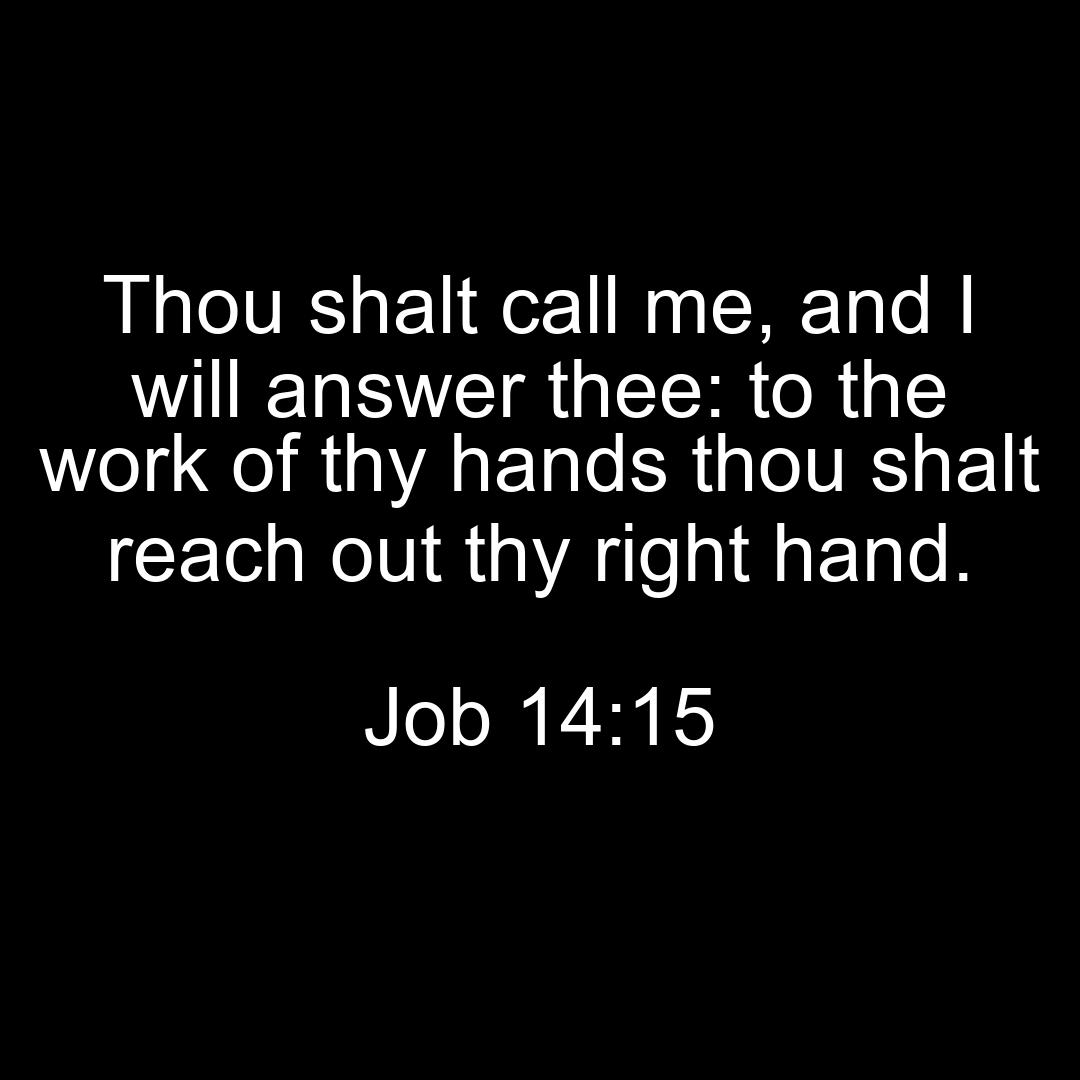 Thou shalt call me, and I
will answer thee: to the
work of thy hands thou shalt
reach out thy right hand.
Job 14:15